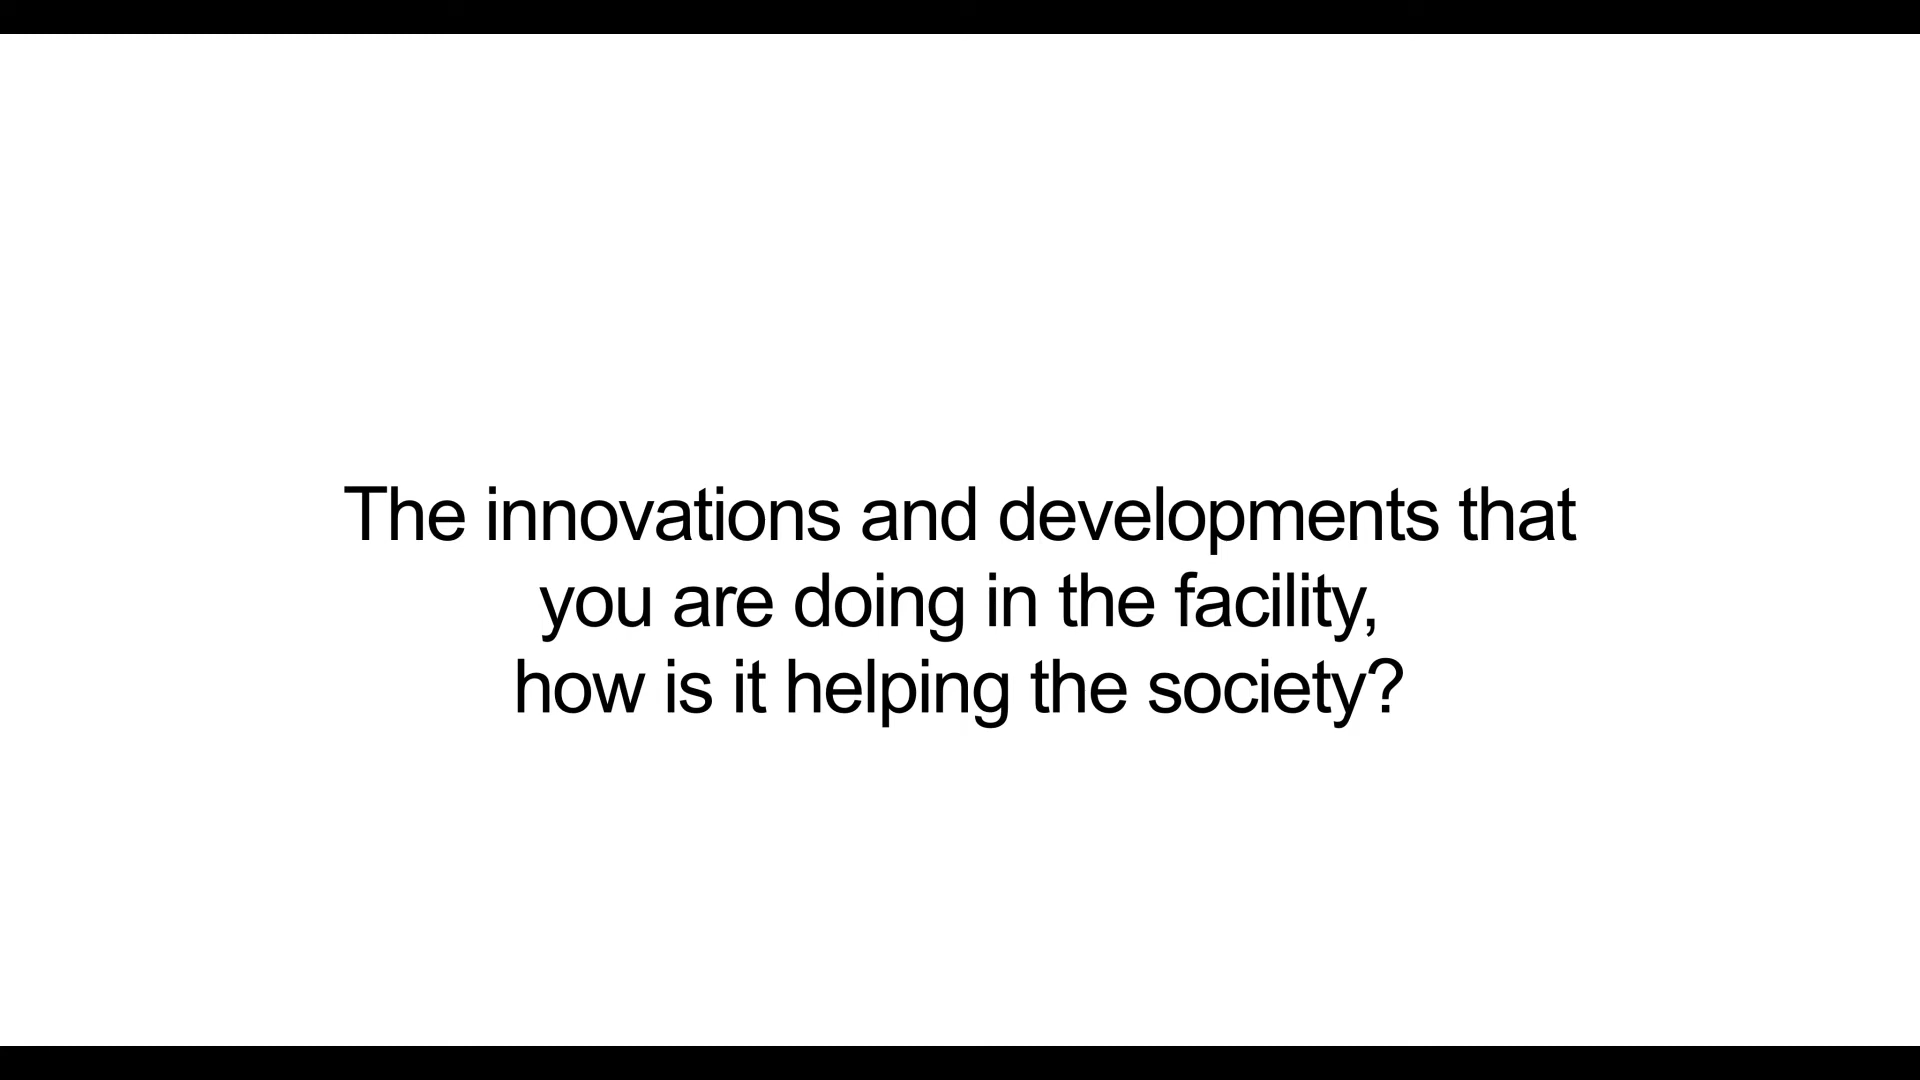 The innovations and developments that
you are doing in the facility,
how is it helping the society?